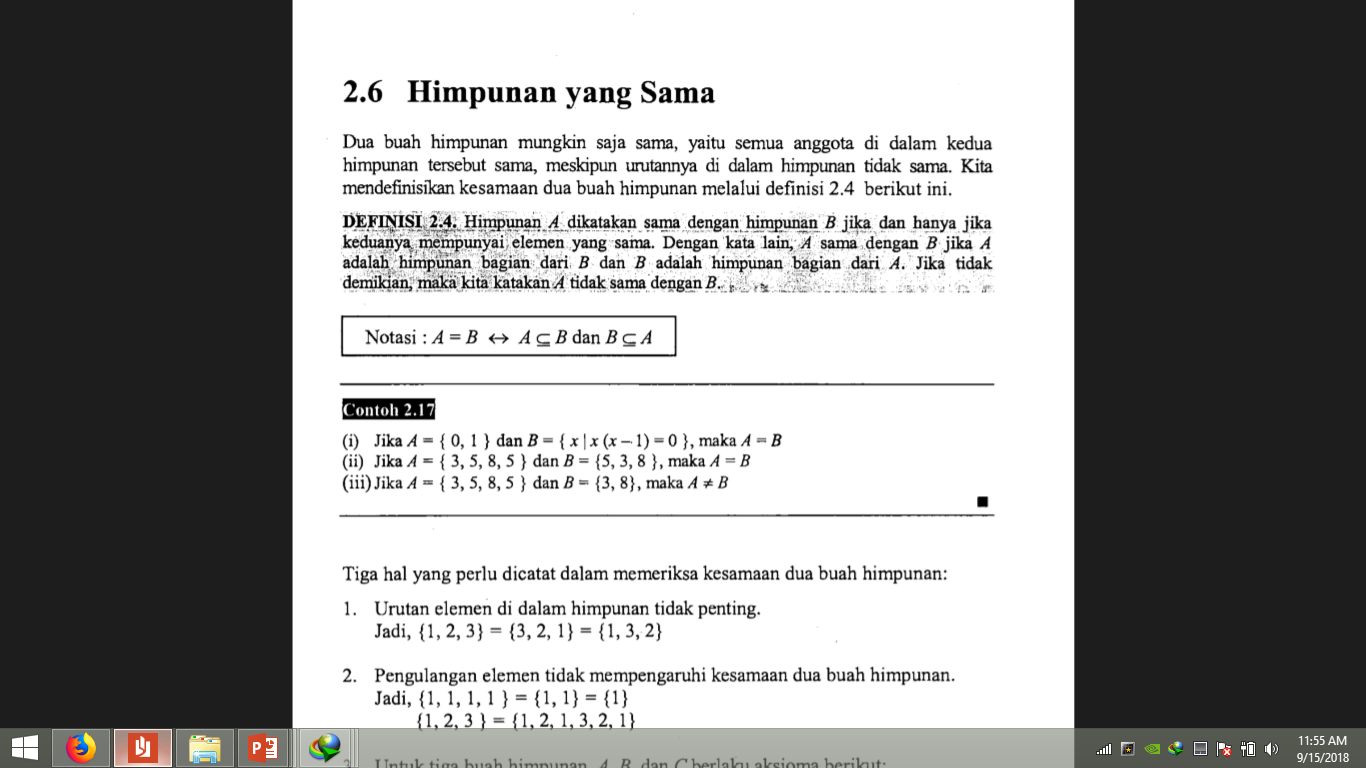 2.6 Himpunan yang Sama
Dua buah himpunan mungkin saja sama, yaitu semua anggota di dalam kedua
himpunan tersebut sama, meskipun urutannya di dalam himpunan tidak sama. Kita
mendefinisikan kesamaan dua buah himpunan melalui definisi 2.4 berikut ini.
DEFINISI 2.4. Himpunan A dikatakan sama dengan himpunan B jika dan hanya jika
keduanya mempunyai elemen yang sama. Dengan kata lain, A sama dengan B jika A
adalah himpunan bagian dari B dan B adalah himpunan bagian dari A. Jika tidak
demikian, maka kita katakan A tidak sama dengan B.
Notasi : A = B ↔ A ⊆ B dan B ⊆ A
Contoh 2.17
(i) Jika A = { 0, 1 } dan B = { x | x (x – 1) = 0 }, maka A = B
(ii) Jika A = { 3, 5, 8, 5 } dan B = {5, 3, 8 }, maka A = B
(iii) Jika A = { 3, 5, 8, 5 } dan B = {3, 8}, maka A ≠ B
Tiga hal yang perlu dicatat dalam memeriksa kesamaan dua buah himpunan:
1. Urutan elemen di dalam himpunan tidak penting.
Jadi, {1, 2, 3} = {3, 2, 1} = {1, 3, 2}
2. Pengulangan elemen tidak mempengaruhi kesamaan dua buah himpunan.
Jadi, {1, 1, 1, 1 } = {1, 1} = {1}
{1, 2, 3 } = {1, 2, 1, 3, 2, 1}
3. Untuk tiga buah himpunan, A, B, dan C berlaku aksioma berikut:
11:55 AM
9/15/2018